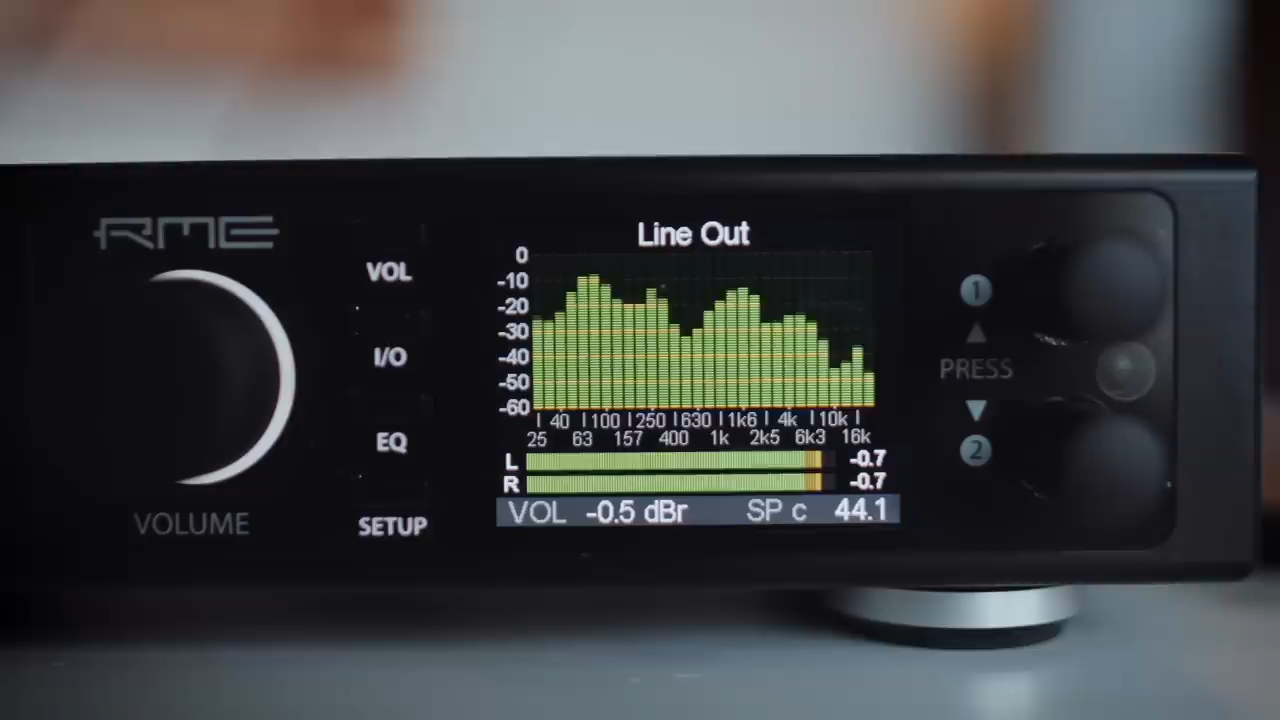 RME
VOLUME
VOL
I/O
EQ
SETUP
Line Out
0
-10
-20
-30
-40
-50
-60
40 100 250 630 1k6 4k 10k
25 63 157 400 1k 2k5 6k3 16k
L -0.7
R -0.7
VOL -0.5 dBr SP c 44.1
1
PRESS
2